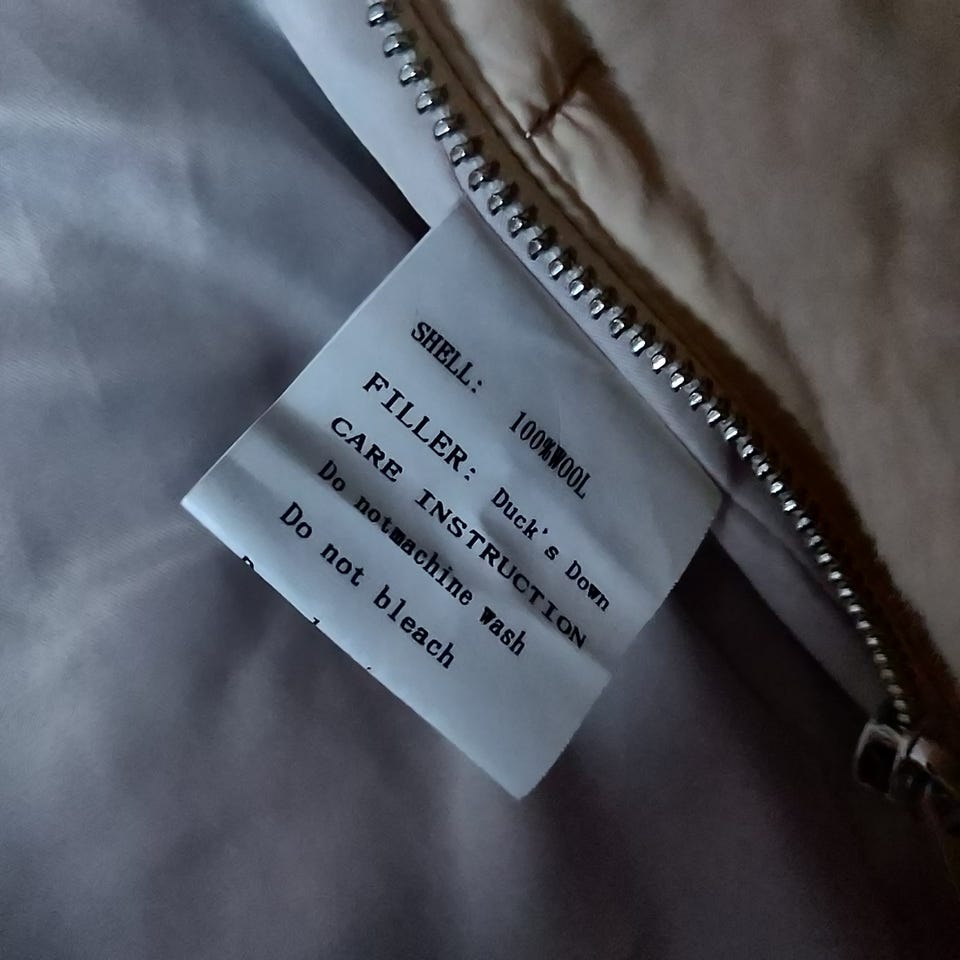 SHELL: 100%WOOL
FILLER: Duck's Down
CARE INSTRUCTION
Do notmachine wash
Do not bleach